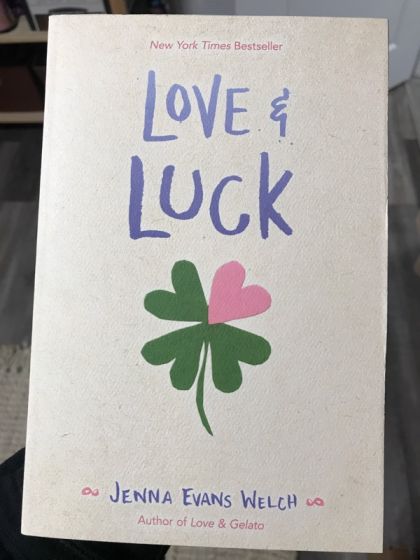 New York Times Bestseller
LOVE &
LUCK
JENNA EVANS WELCH
Author of Love & Gelato